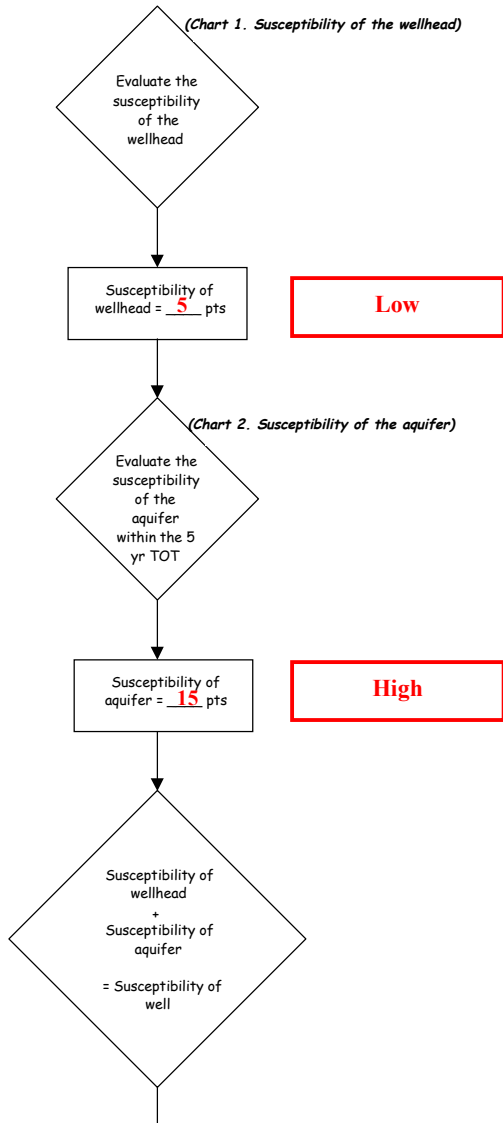 (Chart 1. Susceptibility of the wellhead)
Evaluate the
susceptibility
of the
wellhead
Susceptibility of
wellhead = __5__ pts
Low
(Chart 2. Susceptibility of the aquifer)
Evaluate the
susceptibility
of the
aquifer
within the 5
yr TOT
Susceptibility of
aquifer = __15__ pts
High
Susceptibility of
wellhead
+
Susceptibility of
aquifer
= Susceptibility of
well